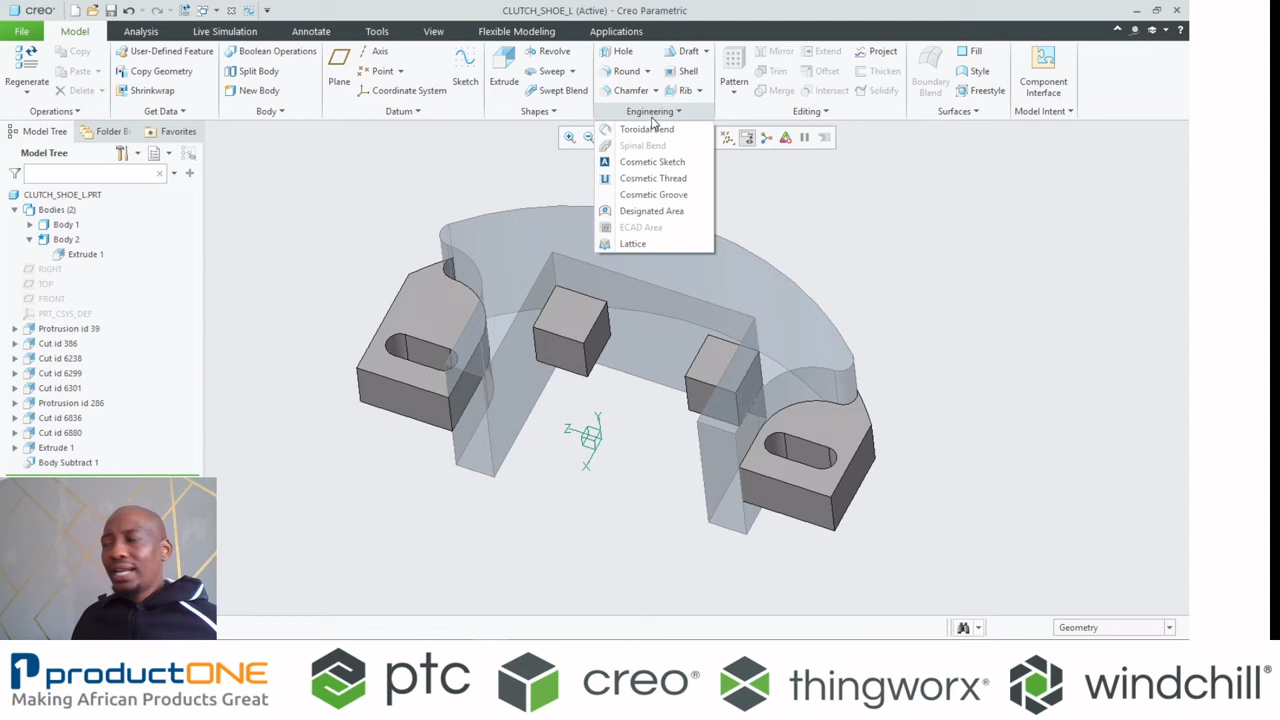 creo
CLUTCH_SHOE_L (Active) - Creo Parametric
File Model Analysis Live Simulation Annotate Tools View Flexible Modeling Applications
Regenerate
Copy
Paste
Delete
Operations
User-Defined Feature
Copy Geometry
Shrinkwrap
Get Data
Boolean Operations
Split Body
New Body
Body
Plane
Axis
Point
Coordinate System
Sketch
Datum
Extrude
Revolve
Sweep
Swept Blend
Shapes
Hole
Round
Chamfer
Draft
Shell
Rib
Engineering
Pattern
Mirror
Trim
Merge
Extend
Offset
Intersect
Project
Thicken
Solidify
Editing
Boundary
Blend
Fill
Style
Freestyle
Surfaces
Component
Interface
Model Intent
Toroidal Bend
Spinal Bend
Cosmetic Sketch
Cosmetic Thread
Cosmetic Groove
Designated Area
ECAD Area
Lattice
Model Tree Folder B Favorites
Model Tree
CLUTCH_SHOE_L.PRT
Bodies (2)
Body 1
Body 2
Extrude 1
RIGHT
TOP
FRONT
PRT_CSYS_DEF
Protrusion id 39
Cut id 386
Cut id 6238
Cut id 6299
Cut id 6301
Protrusion id 286
Cut id 6836
Cut id 6880
Extrude 1
Body Subtract 1
Y
Z
X
Geometry
productONE
Making African Products Great
ptc
creo®
thingworx®
windchill®